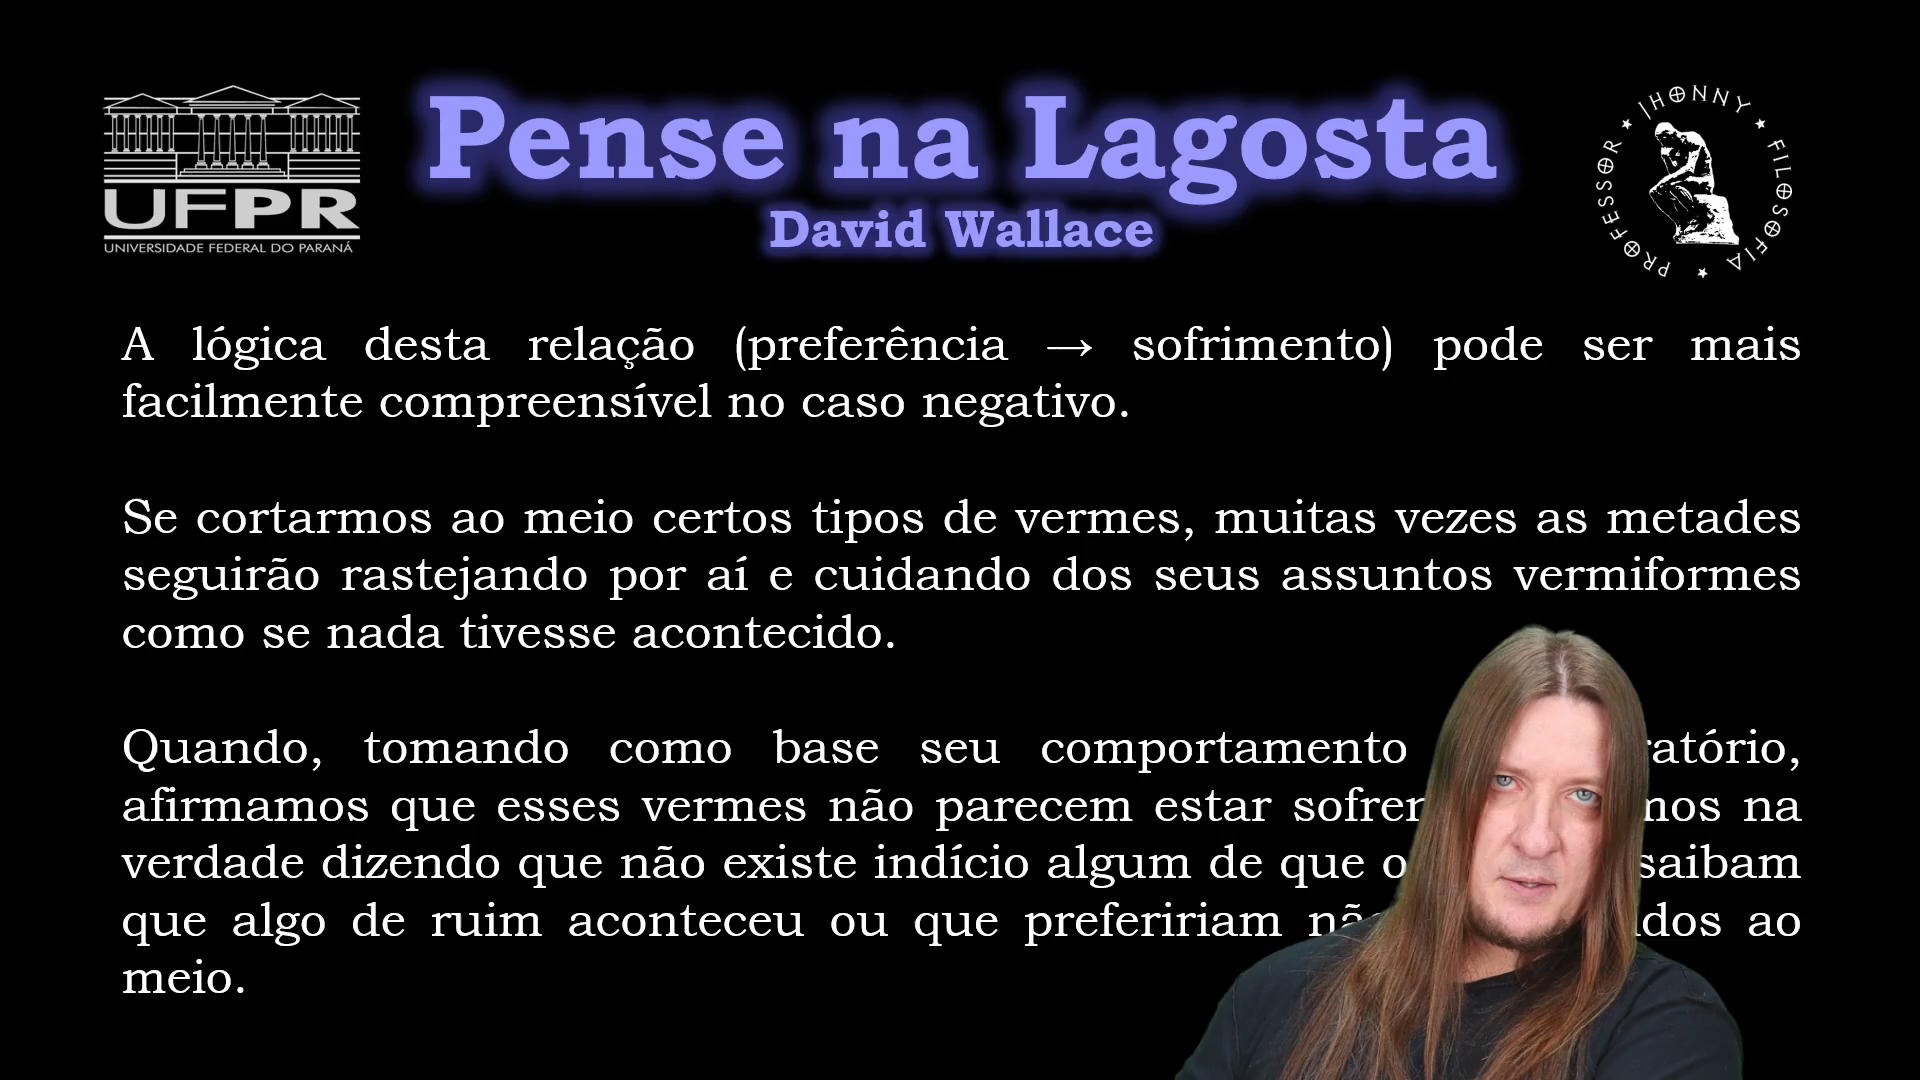 UFPR
UNIVERSIDADE FEDERAL DO PARANÁ
Pense na Lagosta
David Wallace
PROFESSOR ★ JHONNY ★ FILOSOFIA ★
A lógica desta relação (preferência → sofrimento) pode ser mais
facilmente compreensível no caso negativo.
Se cortarmos ao meio certos tipos de vermes, muitas vezes as metades
seguirão rastejando por aí e cuidando dos seus assuntos vermiformes
como se nada tivesse acontecido.
Quando, tomando como base seu comportamento
afirmamos que esses vermes não parecem estar na
verdade dizendo que não existe indício algum de que saibam
que algo de ruim aconteceu ou que prefeririam ao
meio.